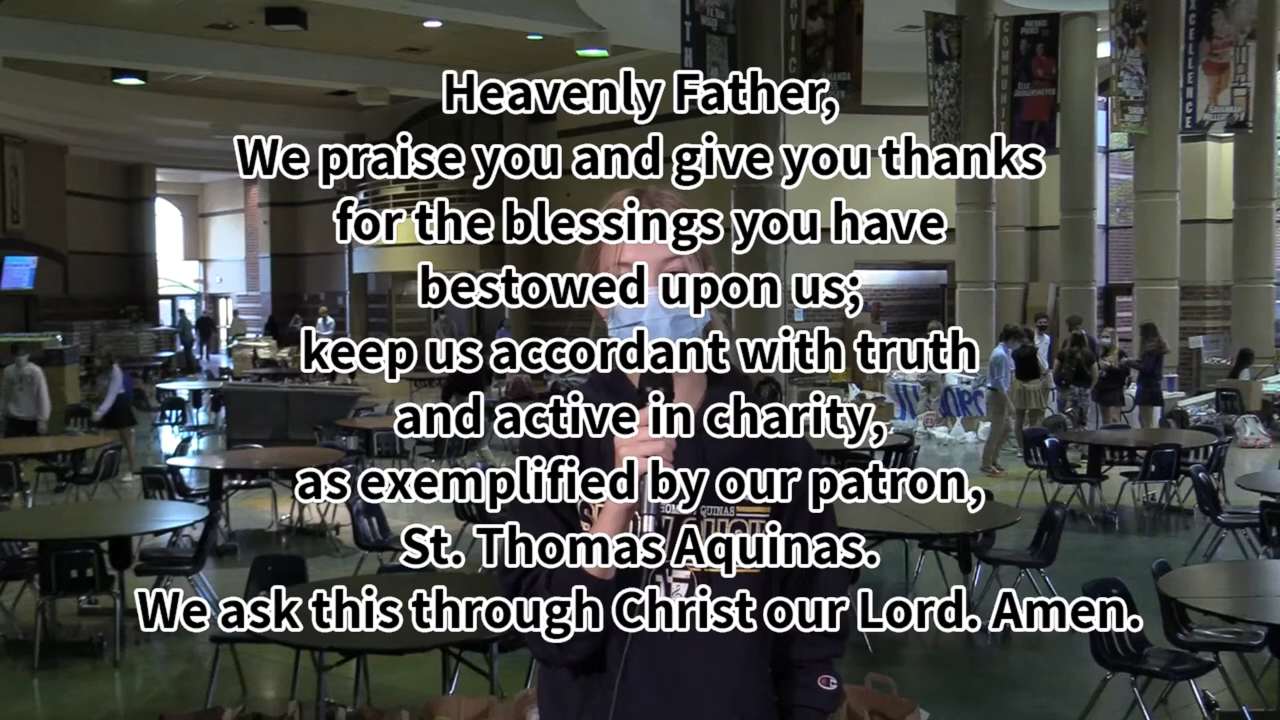 Heavenly Father,
We praise you and give you thanks
for the blessings you have
bestowed upon us;
keep us accordant with truth
and active in charity,
as exemplified by our patron,
St. Thomas Aquinas.
We ask this through Christ our Lord. Amen.
EXCELLENCE